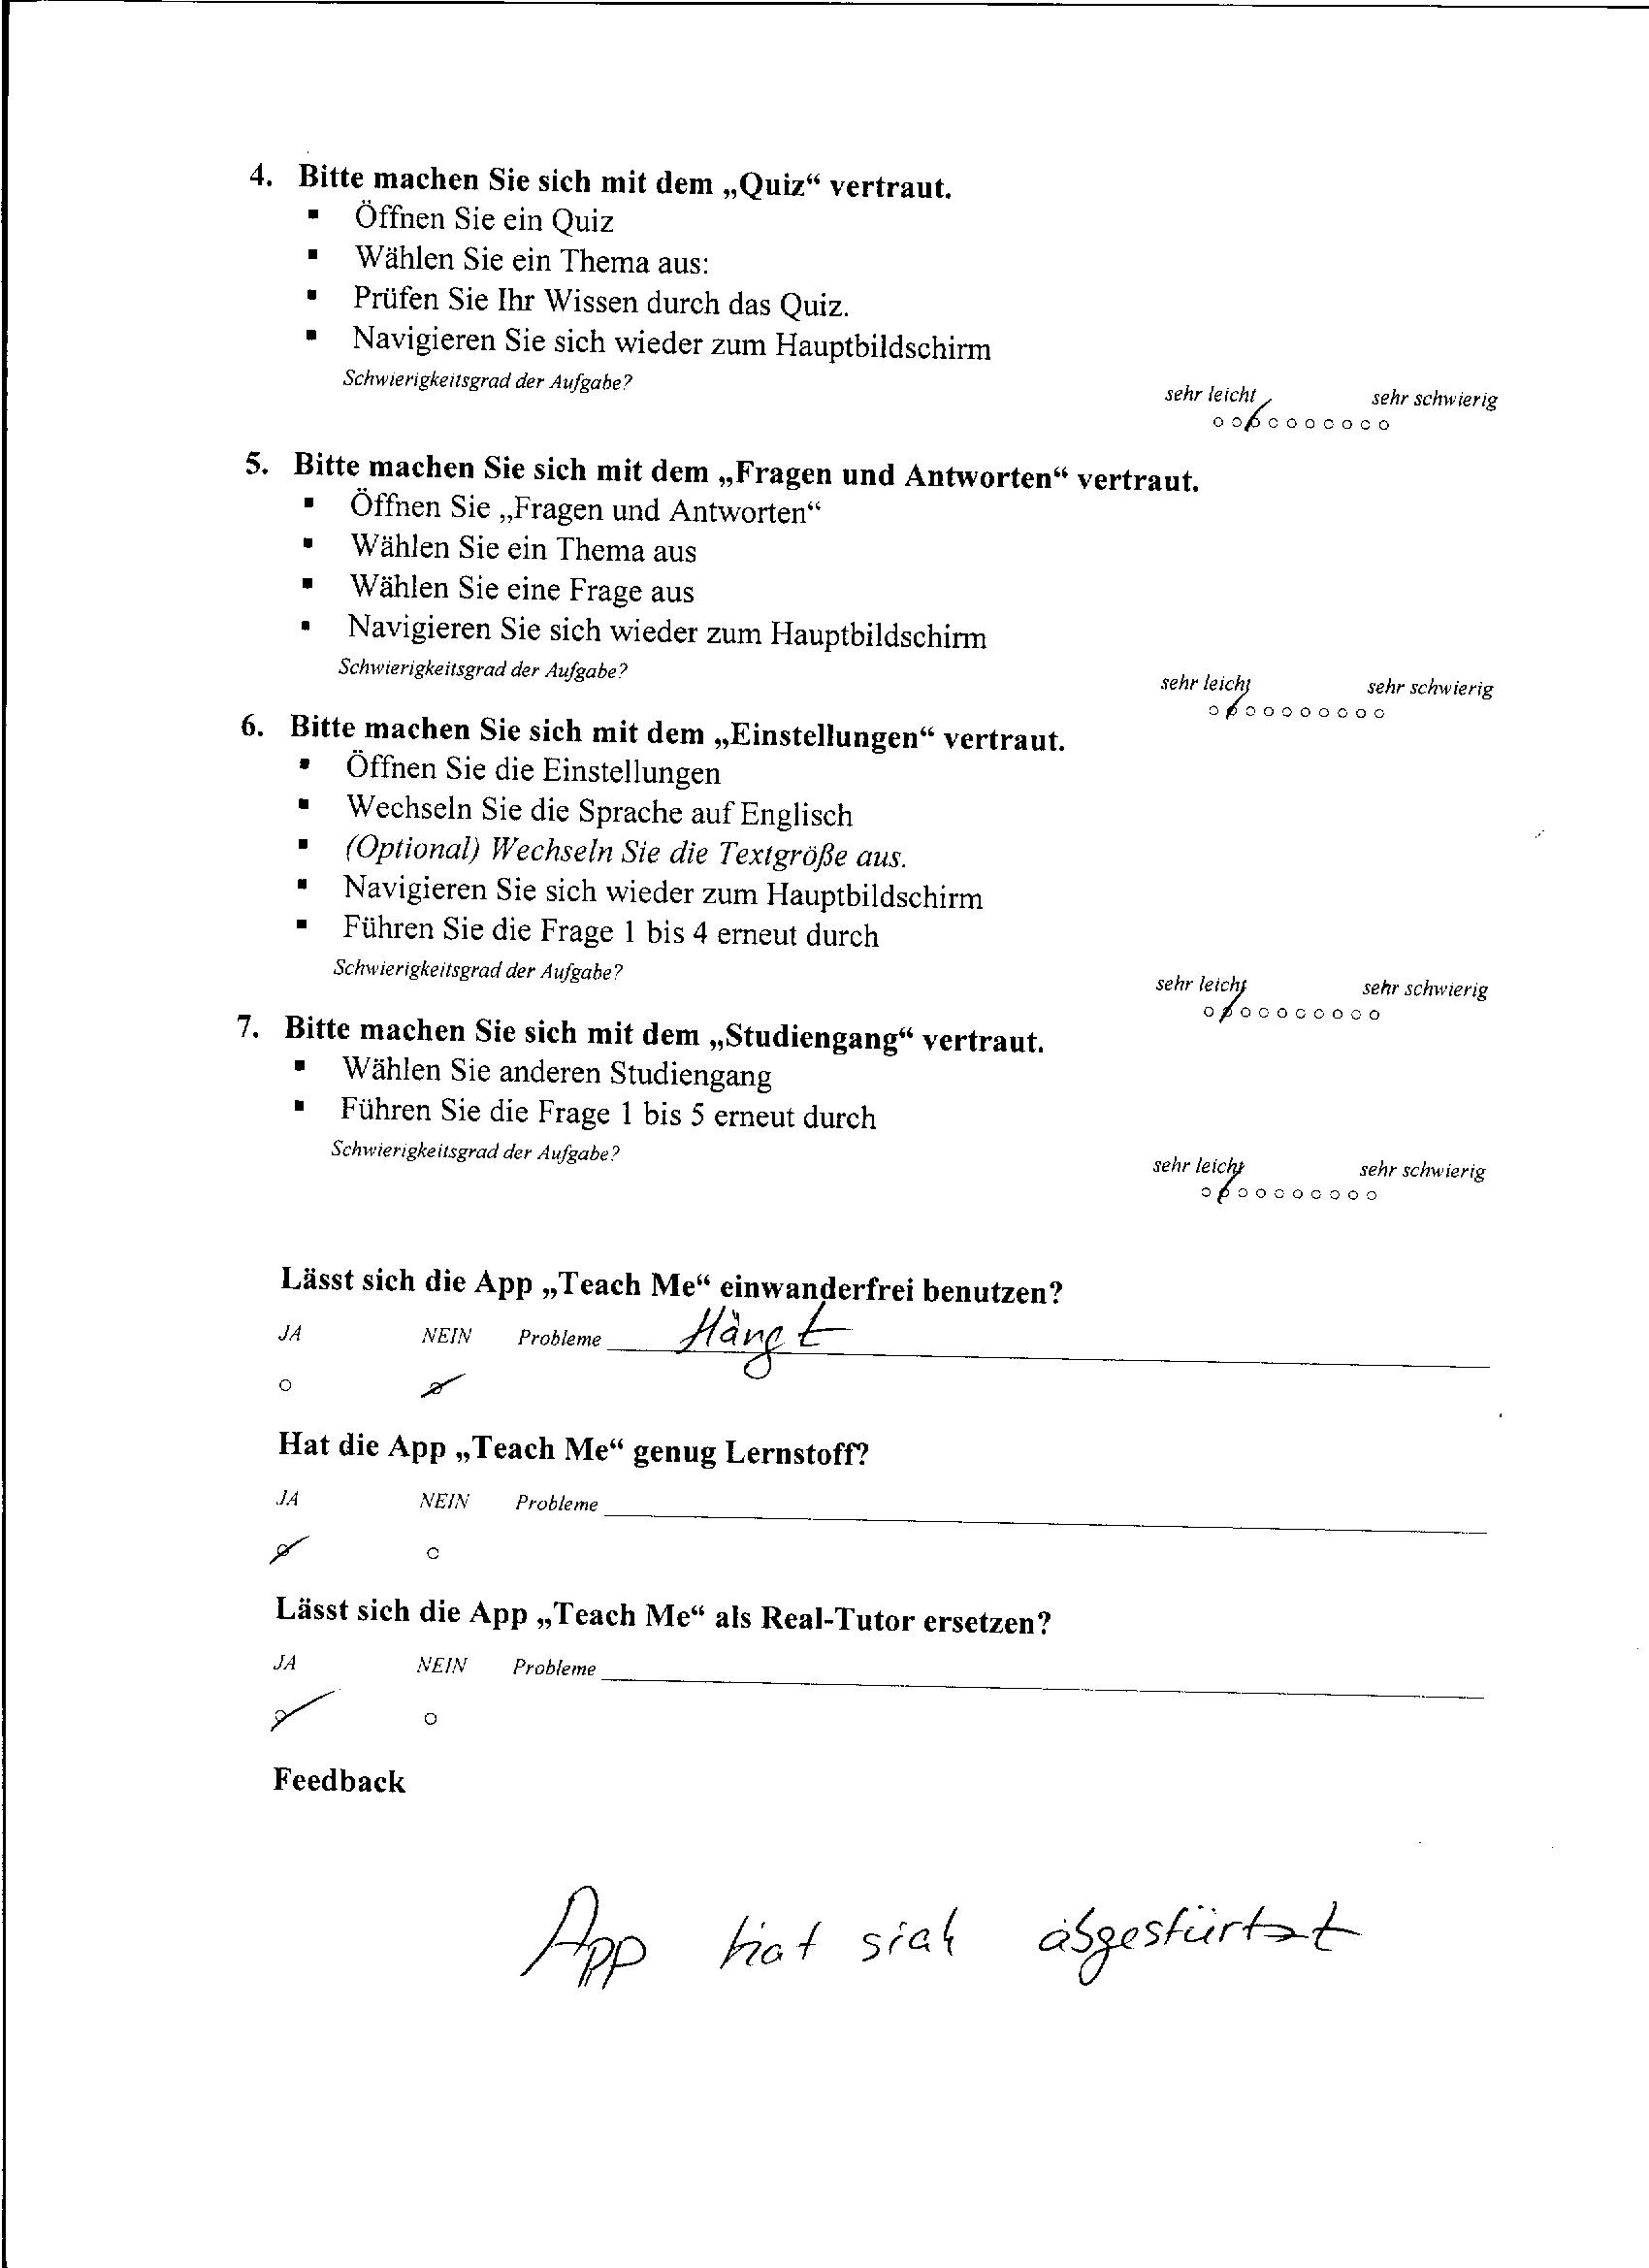 4. Bitte machen Sie sich mit dem „Quiz“ vertraut.
▪ Öffnen Sie ein Quiz
▪ Wählen Sie ein Thema aus:
▪ Prüfen Sie Ihr Wissen durch das Quiz.
▪ Navigieren Sie sich wieder zum Hauptbildschirm
Schwierigkeitsgrad der Aufgabe?
sehr leicht sehr schwierig
5. Bitte machen Sie sich mit dem „Fragen und Antworten“ vertraut.
▪ Öffnen Sie „Fragen und Antworten“
▪ Wählen Sie ein Thema aus
▪ Wählen Sie eine Frage aus
▪ Navigieren Sie sich wieder zum Hauptbildschirm
Schwierigkeitsgrad der Aufgabe?
sehr leicht sehr schwierig
6. Bitte machen Sie sich mit dem „Einstellungen“ vertraut.
▪ Öffnen Sie die Einstellungen
▪ Wechseln Sie die Sprache auf Englisch
▪ (Optional) Wechseln Sie die Textgröße aus.
▪ Navigieren Sie sich wieder zum Hauptbildschirm
▪ Führen Sie die Frage 1 bis 4 erneut durch
Schwierigkeitsgrad der Aufgabe?
sehr leicht sehr schwierig
7. Bitte machen Sie sich mit dem „Studiengang“ vertraut.
▪ Wählen Sie anderen Studiengang
▪ Führen Sie die Frage 1 bis 5 erneut durch
Schwierigkeitsgrad der Aufgabe?
sehr leicht sehr schwierig
Lässt sich die App „Teach Me“ einwanderfrei benutzen?
JA NEIN Probleme Hängt
Hat die App „Teach Me“ genug Lernstoff?
JA NEIN Probleme
Lässt sich die App „Teach Me“ als Real-Tutor ersetzen?
JA NEIN Probleme
Feedback
App hat sich abgestürtzt